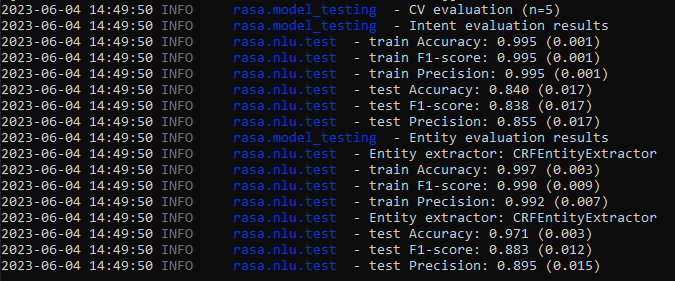 2023-06-04 14:49:50 INFO rasa.model_testing - CV evaluation (n=5)
2023-06-04 14:49:50 INFO rasa.model_testing - Intent evaluation results
2023-06-04 14:49:50 INFO rasa.nlu.test - train Accuracy: 0.995 (0.001)
2023-06-04 14:49:50 INFO rasa.nlu.test - train F1-score: 0.995 (0.001)
2023-06-04 14:49:50 INFO rasa.nlu.test - train Precision: 0.995 (0.001)
2023-06-04 14:49:50 INFO rasa.nlu.test - test Accuracy: 0.840 (0.017)
2023-06-04 14:49:50 INFO rasa.nlu.test - test F1-score: 0.838 (0.017)
2023-06-04 14:49:50 INFO rasa.nlu.test - test Precision: 0.855 (0.017)
2023-06-04 14:49:50 INFO rasa.model_testing - Entity evaluation results
2023-06-04 14:49:50 INFO rasa.nlu.test - Entity extractor: CRFEntityExtractor
2023-06-04 14:49:50 INFO rasa.nlu.test - train Accuracy: 0.997 (0.003)
2023-06-04 14:49:50 INFO rasa.nlu.test - train F1-score: 0.990 (0.009)
2023-06-04 14:49:50 INFO rasa.nlu.test - train Precision: 0.992 (0.007)
2023-06-04 14:49:50 INFO rasa.nlu.test - Entity extractor: CRFEntityExtractor
2023-06-04 14:49:50 INFO rasa.nlu.test - test Accuracy: 0.971 (0.003)
2023-06-04 14:49:50 INFO rasa.nlu.test - test F1-score: 0.883 (0.012)
2023-06-04 14:49:50 INFO rasa.nlu.test - test Precision: 0.895 (0.015)